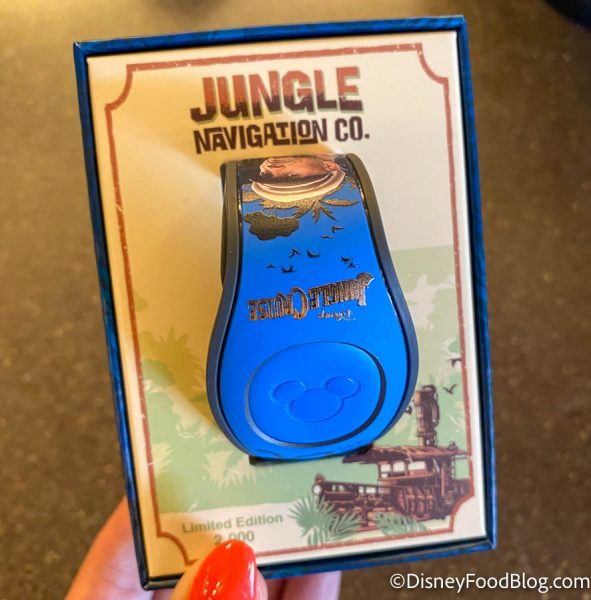 JUNGLE
NAVIGATION CO.
Disney
JUNGLE CRUISE
Limited Edition
2,000
©DisneyFoodBlog.com